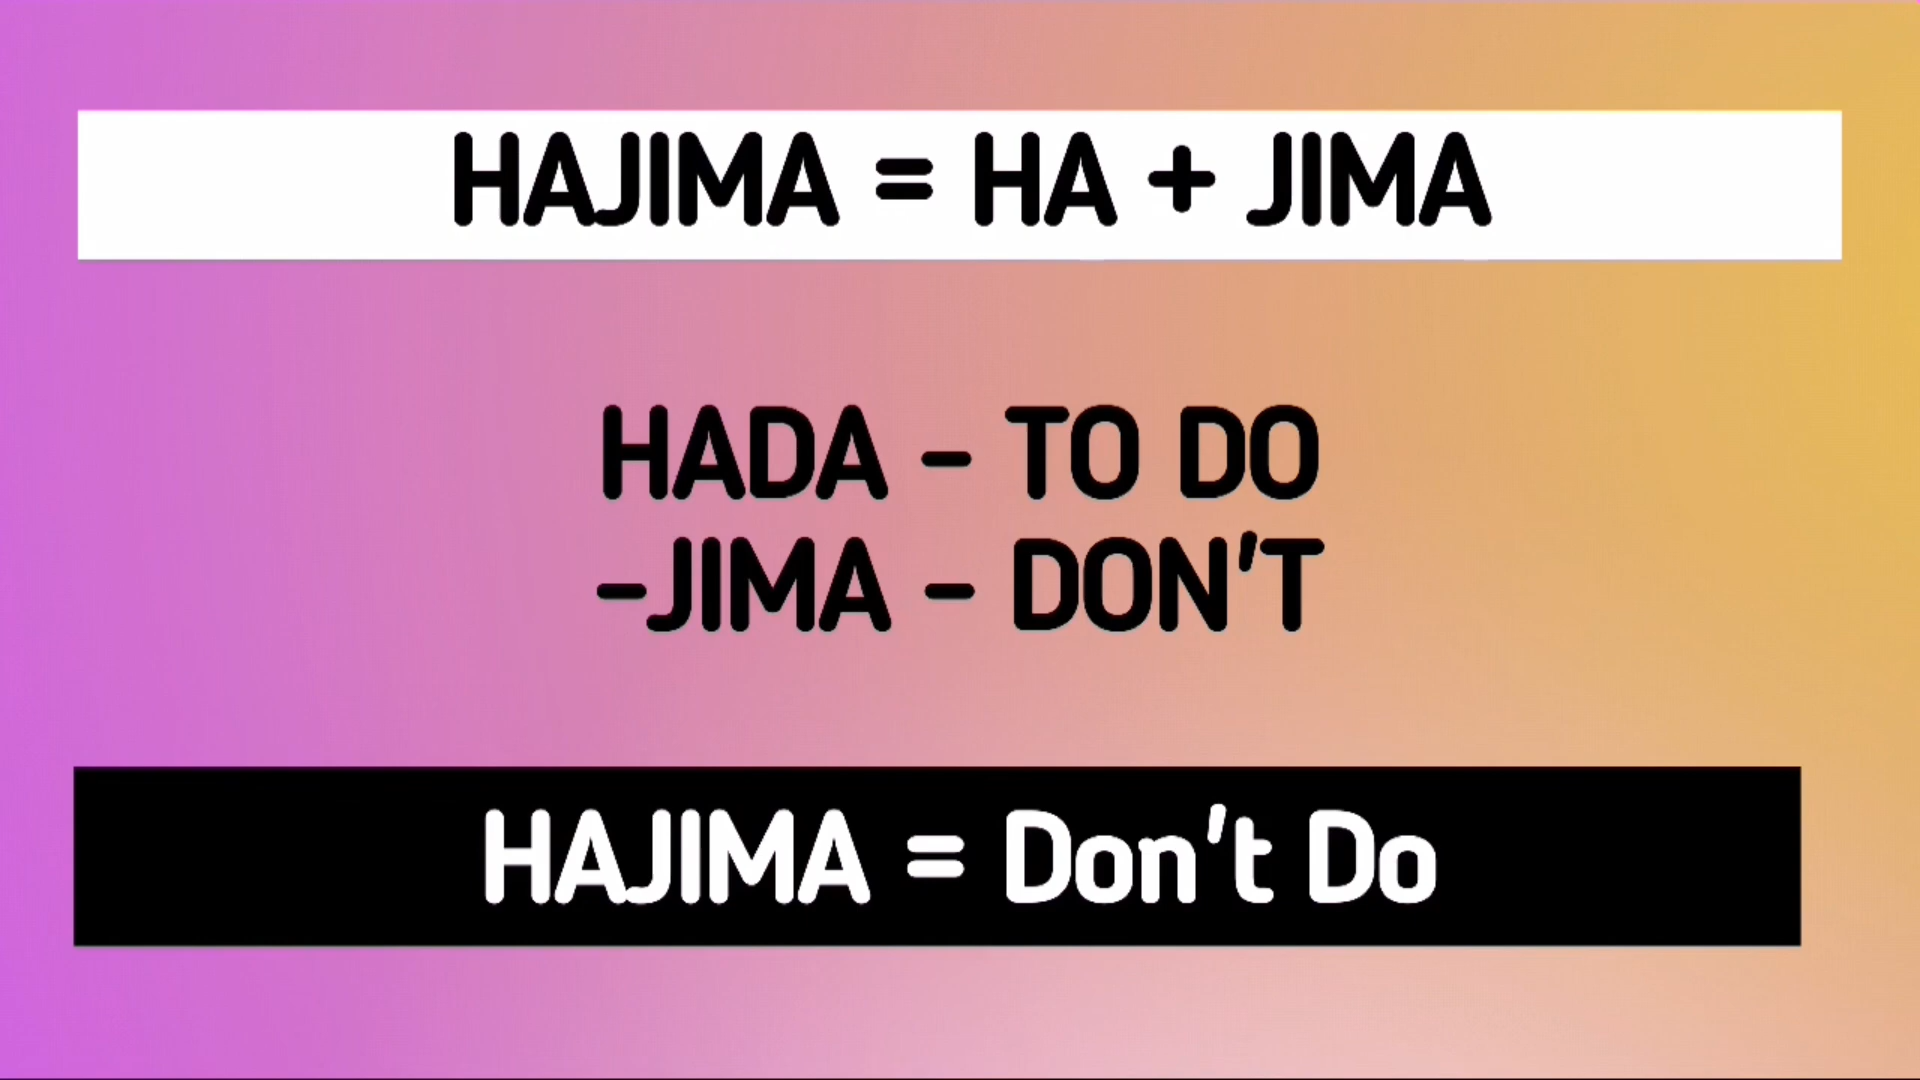 HAJIMA = HA + JIMA
HADA - TO DO
-JIMA - DON'T
HAJIMA = Don't Do